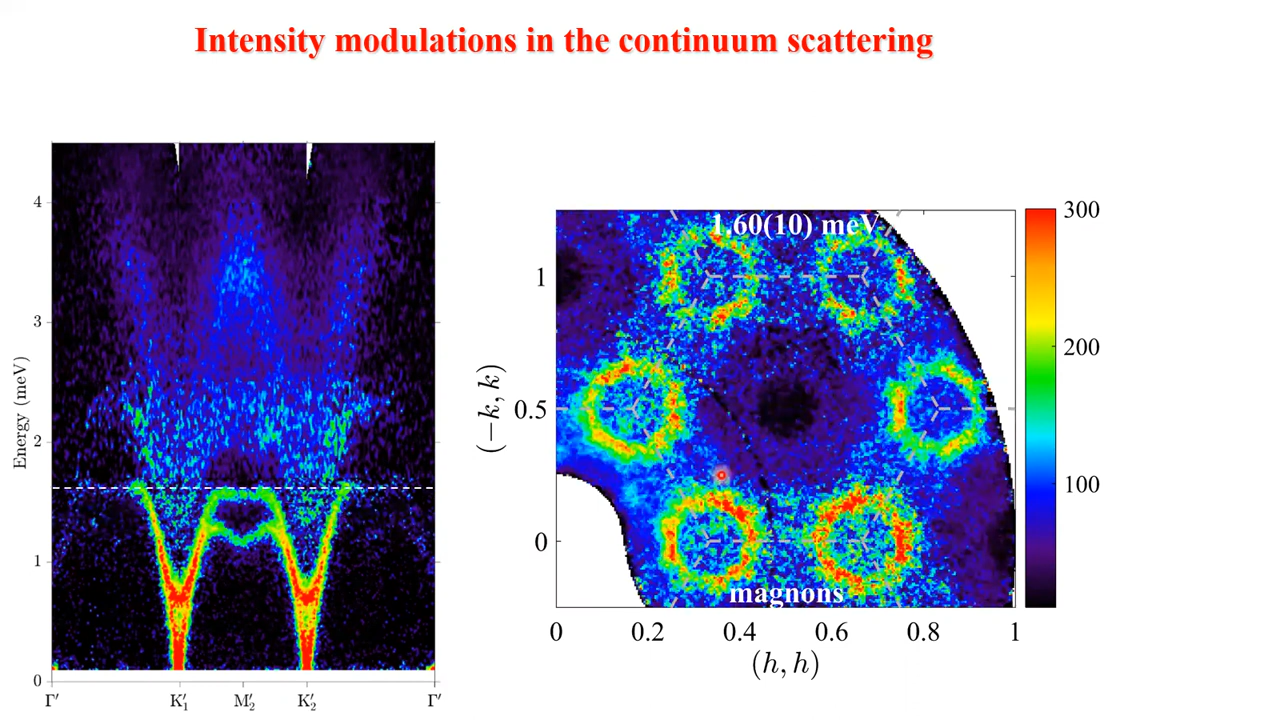 Intensity modulations in the continuum scattering
Energy (meV)
4
3
2
1
0
Γ′ K′₁ M′₂ K′₂ Γ′
(−k, k)
1
0.5
0
1.60(10) meV
magnons
0 0.2 0.4 0.6 0.8 1
(h, h)
300
200
100